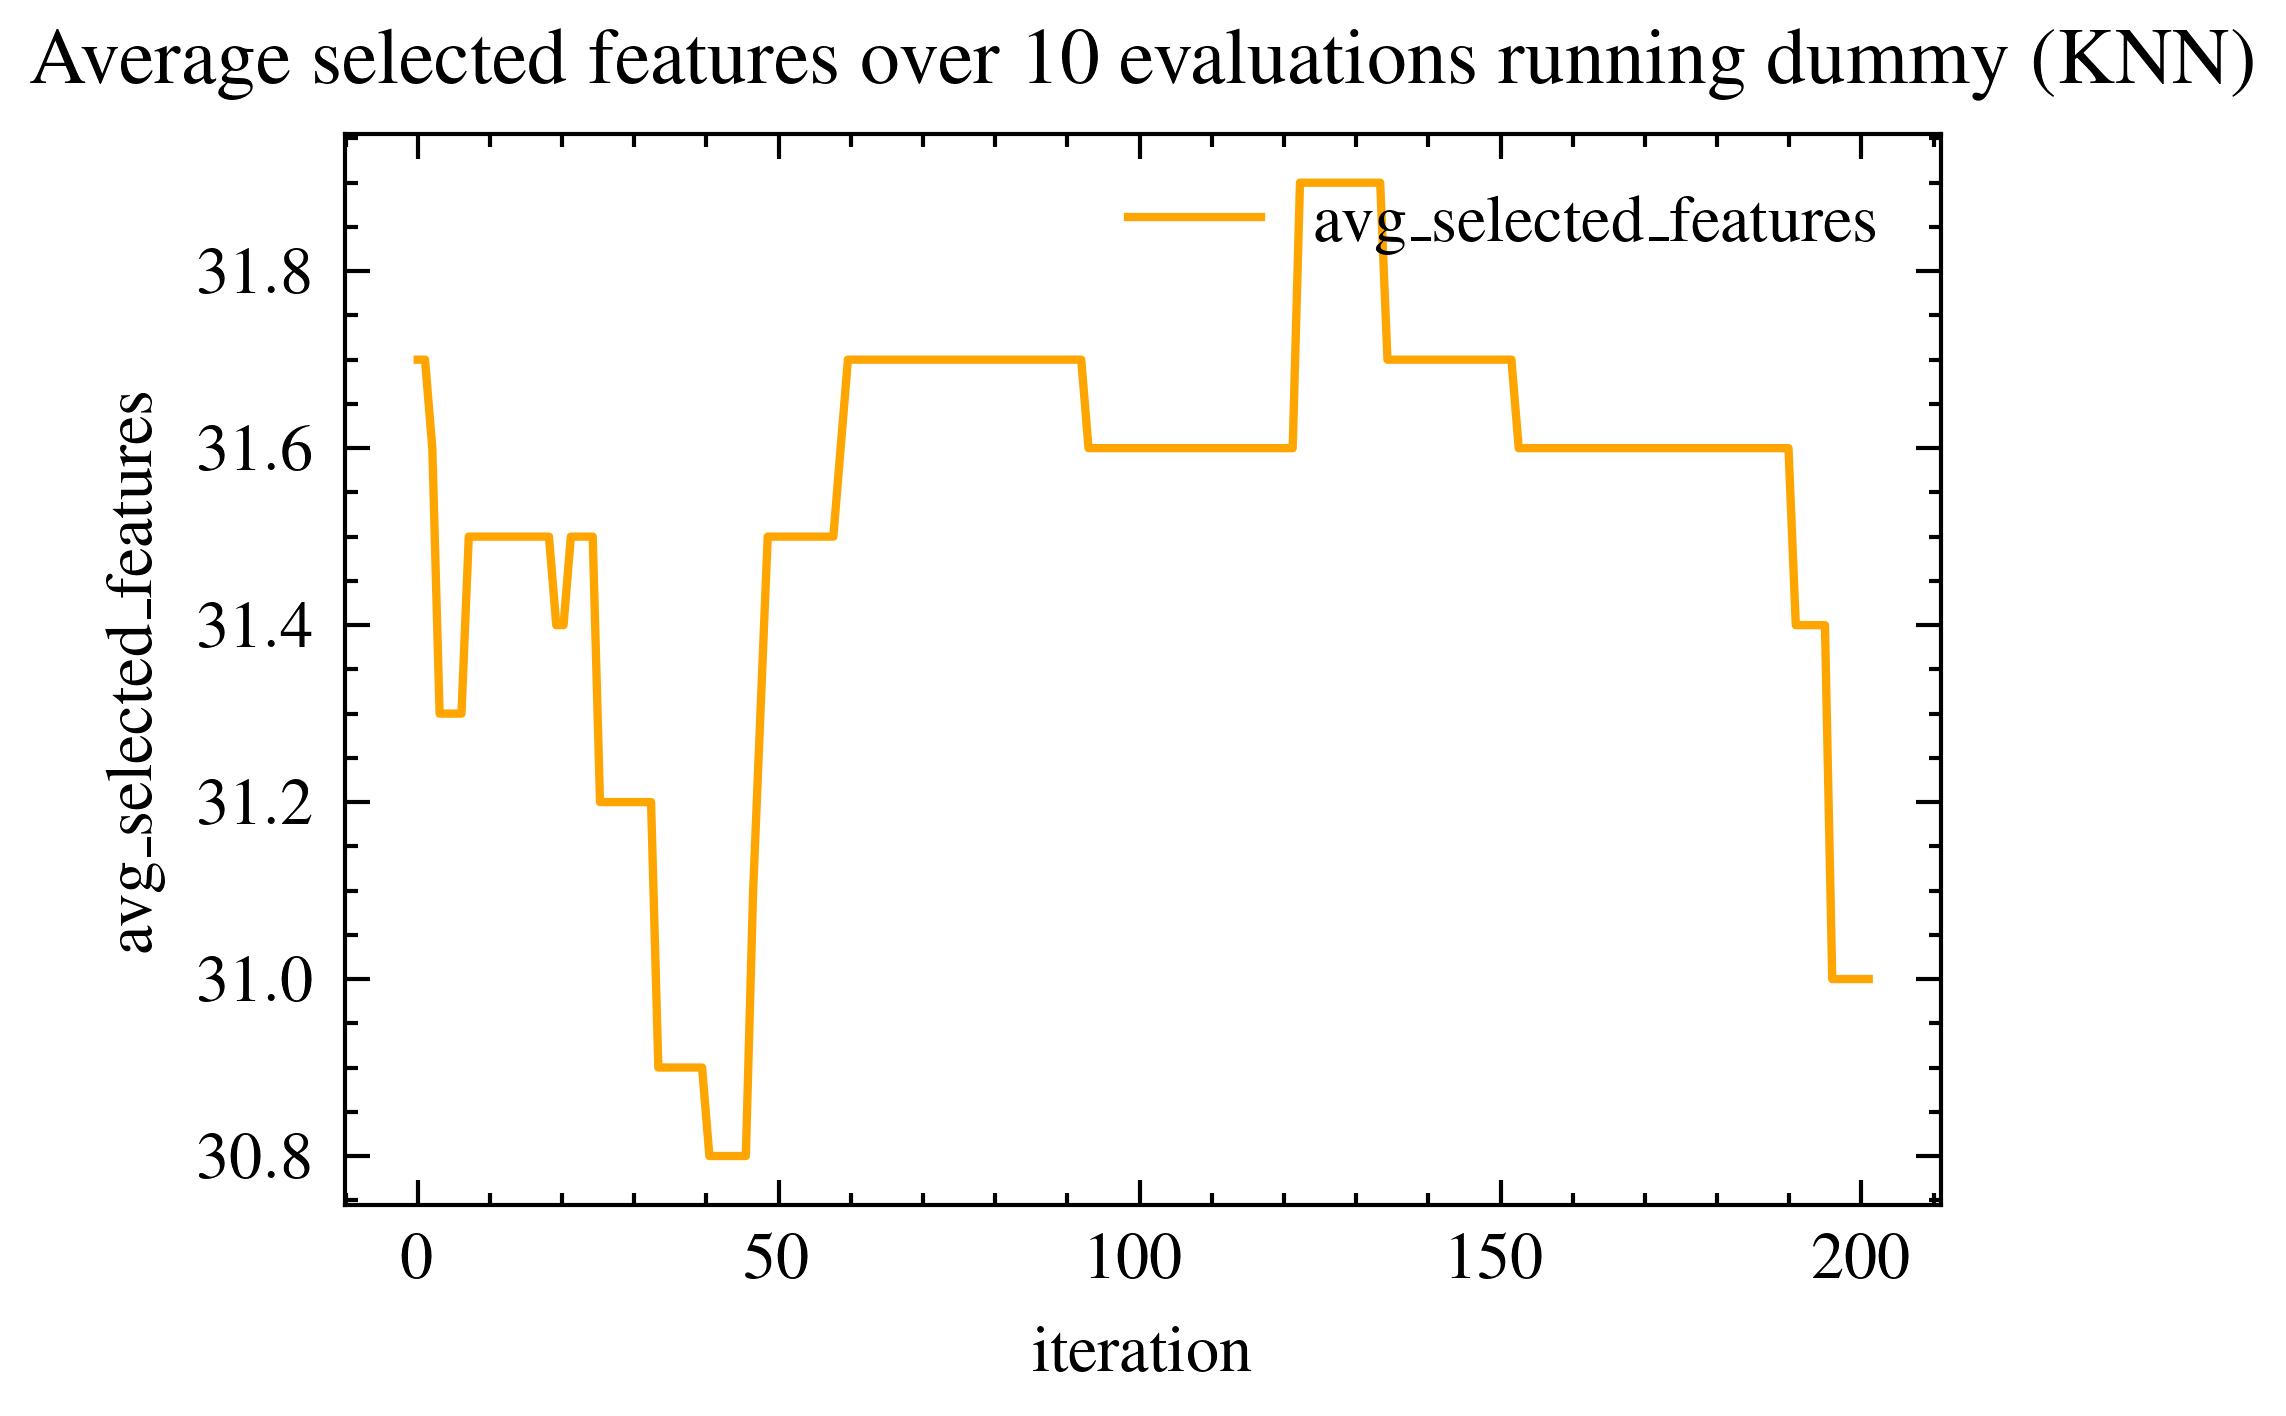 Average selected features over 10 evaluations running dummy (KNN)
avg_selected_features
31.8
31.6
31.4
31.2
31.0
30.8
avg_selected_features
0 50 100 150 200
iteration